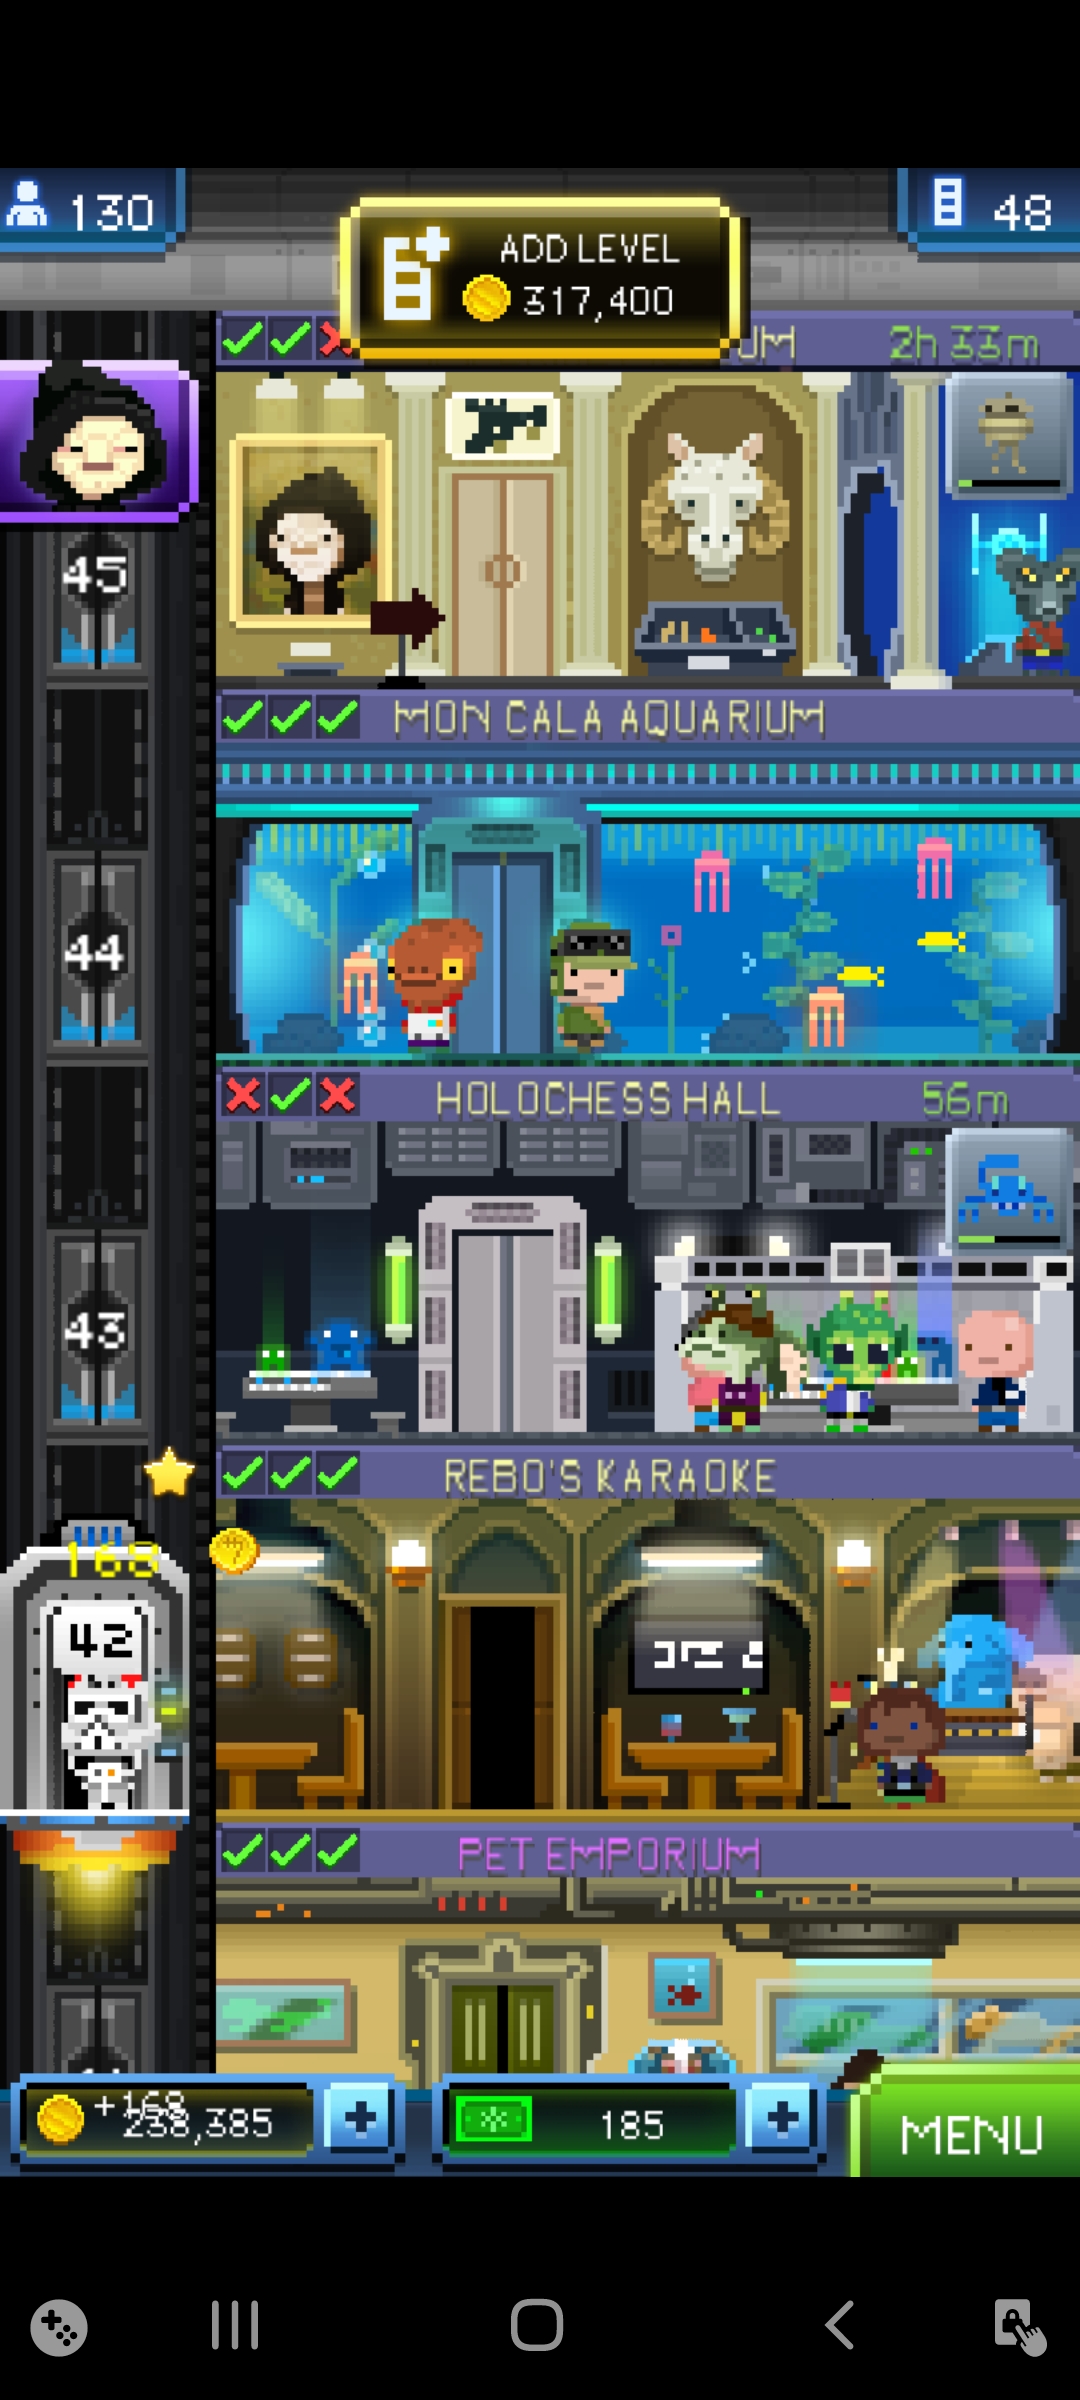 130
48
ADD LEVEL
317,400
UM
2h 33m
45
MON CALA AQUARIUM
44
HOLOCHESS HALL
56m
43
REBO'S KARAOKE
168
42
PET EMPORIUM
+168
238,385
185
MENU